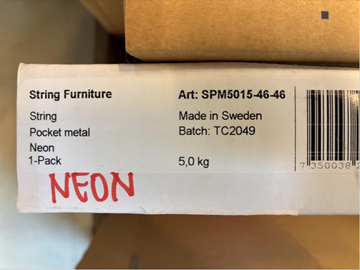 String Furniture
Art: SPM5015-46-46
String
Made in Sweden
Pocket metal
Batch: TC2049
Neon
1-Pack
5,0 kg
NEON